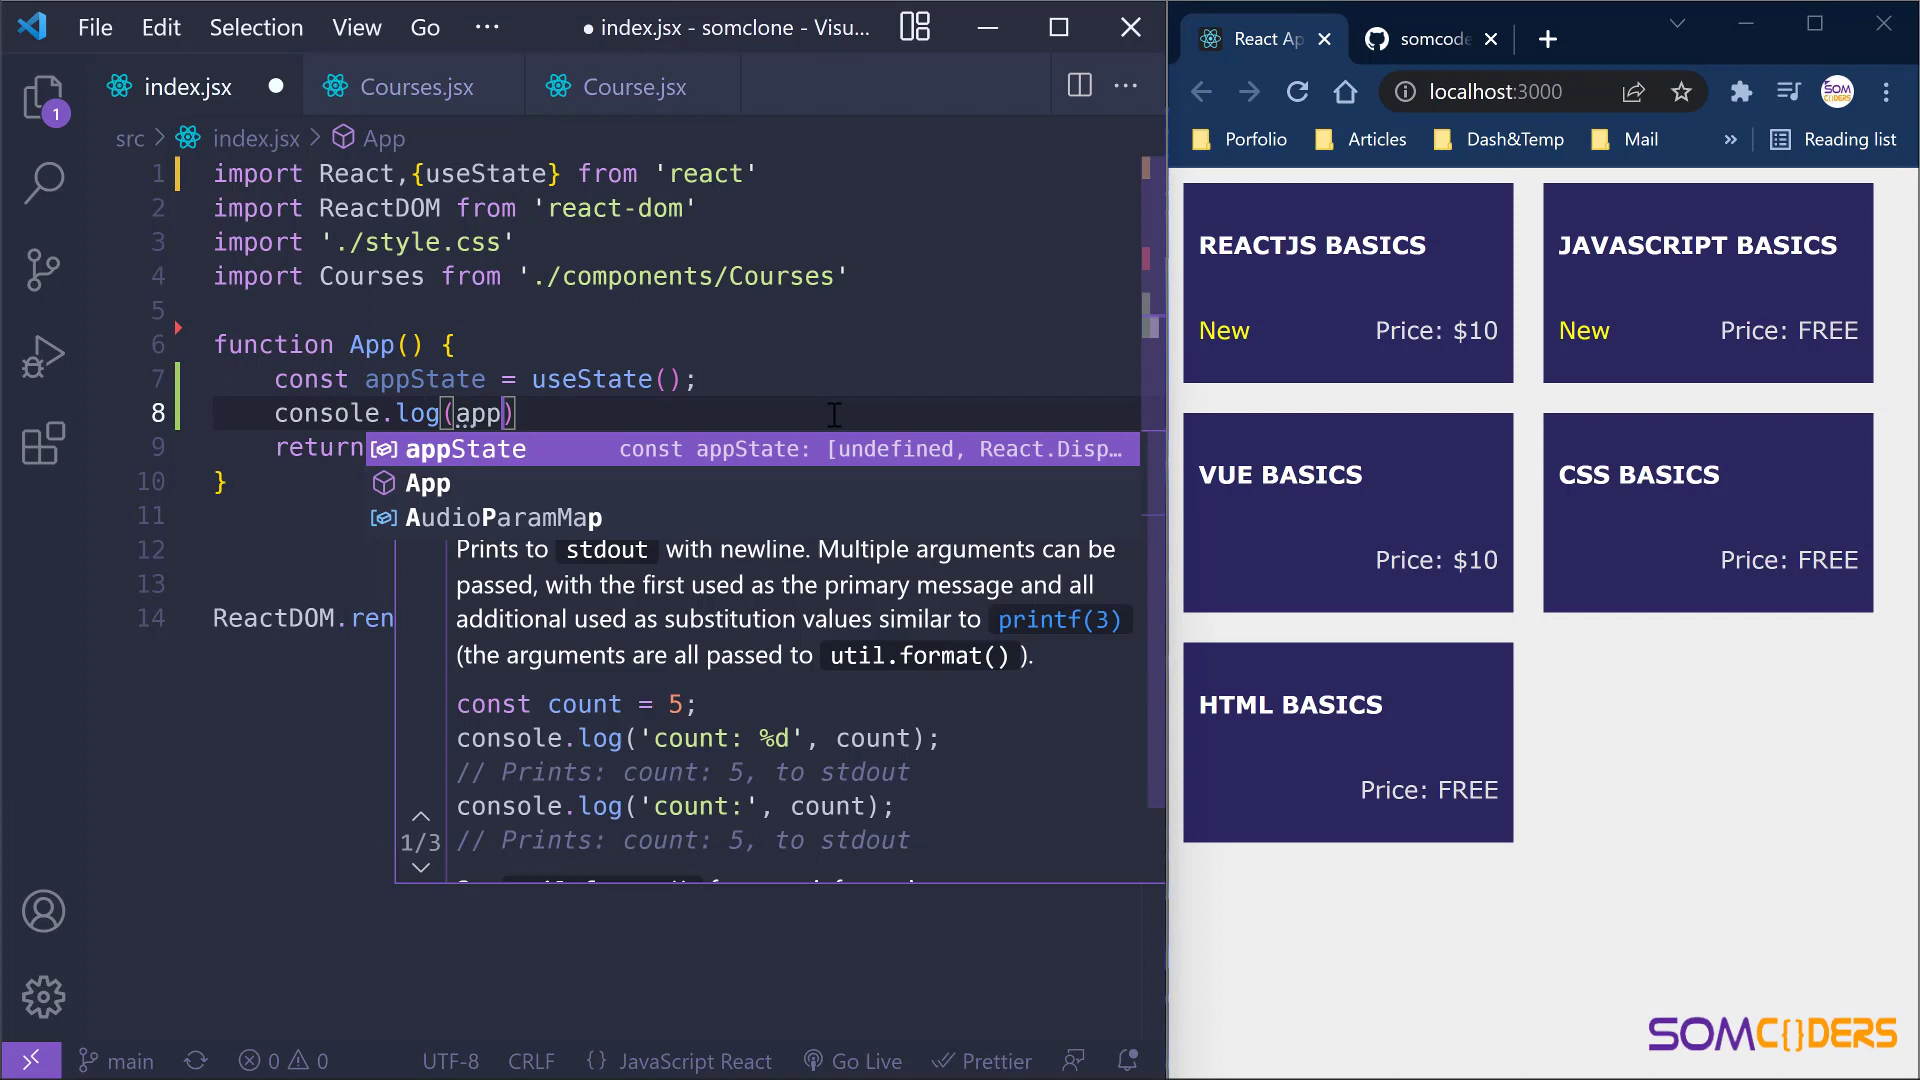 File Edit Selection View Go ··· ● index.jsx - somclone - Visu...
index.jsx ● Courses.jsx Course.jsx ···
1
src > index.jsx > App
1 import React,{useState} from 'react'
2 import ReactDOM from 'react-dom'
3 import './style.css'
4 import Courses from './components/Courses'
5
6 function App() {
7 const appState = useState();
8 console.log(app)
9 return
appState const appState: [undefined, React.Disp…
10 }
App
11
AudioParamMap
12
Prints to stdout with newline. Multiple arguments can be
13
passed, with the first used as the primary message and all
14 ReactDOM.ren
additional used as substitution values similar to printf(3)
(the arguments are all passed to util.format() ).
const count = 5;
console.log('count: %d', count);
// Prints: count: 5, to stdout
console.log('count:', count);
// Prints: count: 5, to stdout
1/3
main 0 0 UTF-8 CRLF {} JavaScript React Go Live Prettier
React Ap somcode
localhost:3000
SOM CODERS
Porfolio Articles Dash&Temp Mail » Reading list
REACTJS BASICS
New Price: $10
JAVASCRIPT BASICS
New Price: FREE
VUE BASICS
Price: $10
CSS BASICS
Price: FREE
HTML BASICS
Price: FREE
SOMC{}DERS